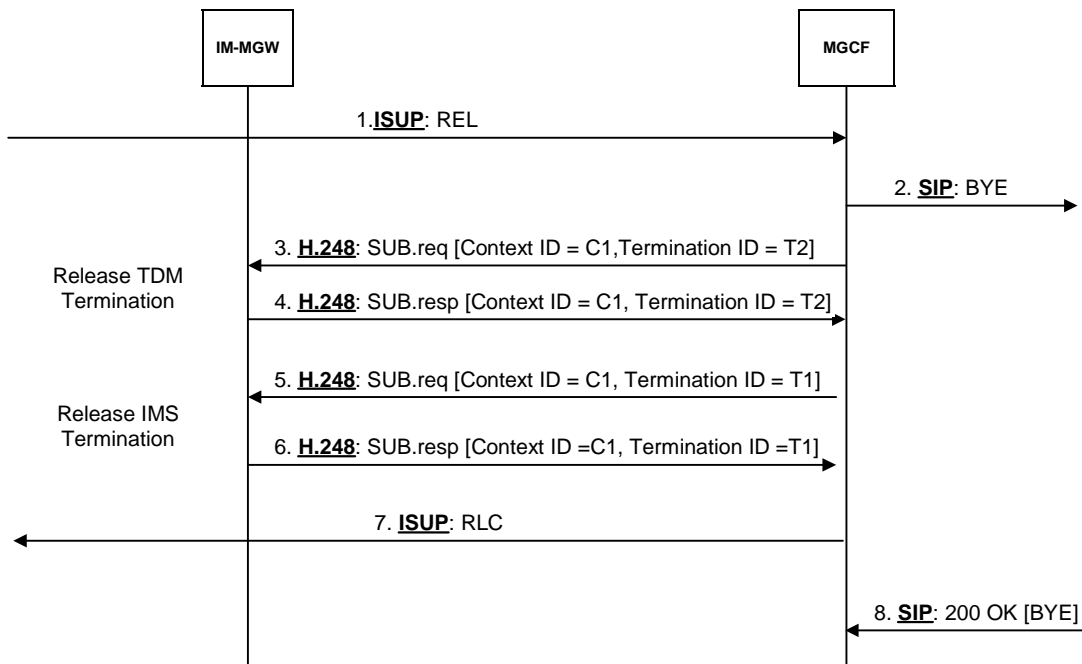 IM-MGW
MGCF
1.ISUP: REL
2. SIP: BYE
3. H.248: SUB.req [Context ID = C1,Termination ID = T2]
Release TDM
Termination
4. H.248: SUB.resp [Context ID = C1, Termination ID = T2]
5. H.248: SUB.req [Context ID = C1, Termination ID = T1]
Release IMS
Termination
6. H.248: SUB.resp [Context ID =C1, Termination ID =T1]
7. ISUP: RLC
8. SIP: 200 OK [BYE]